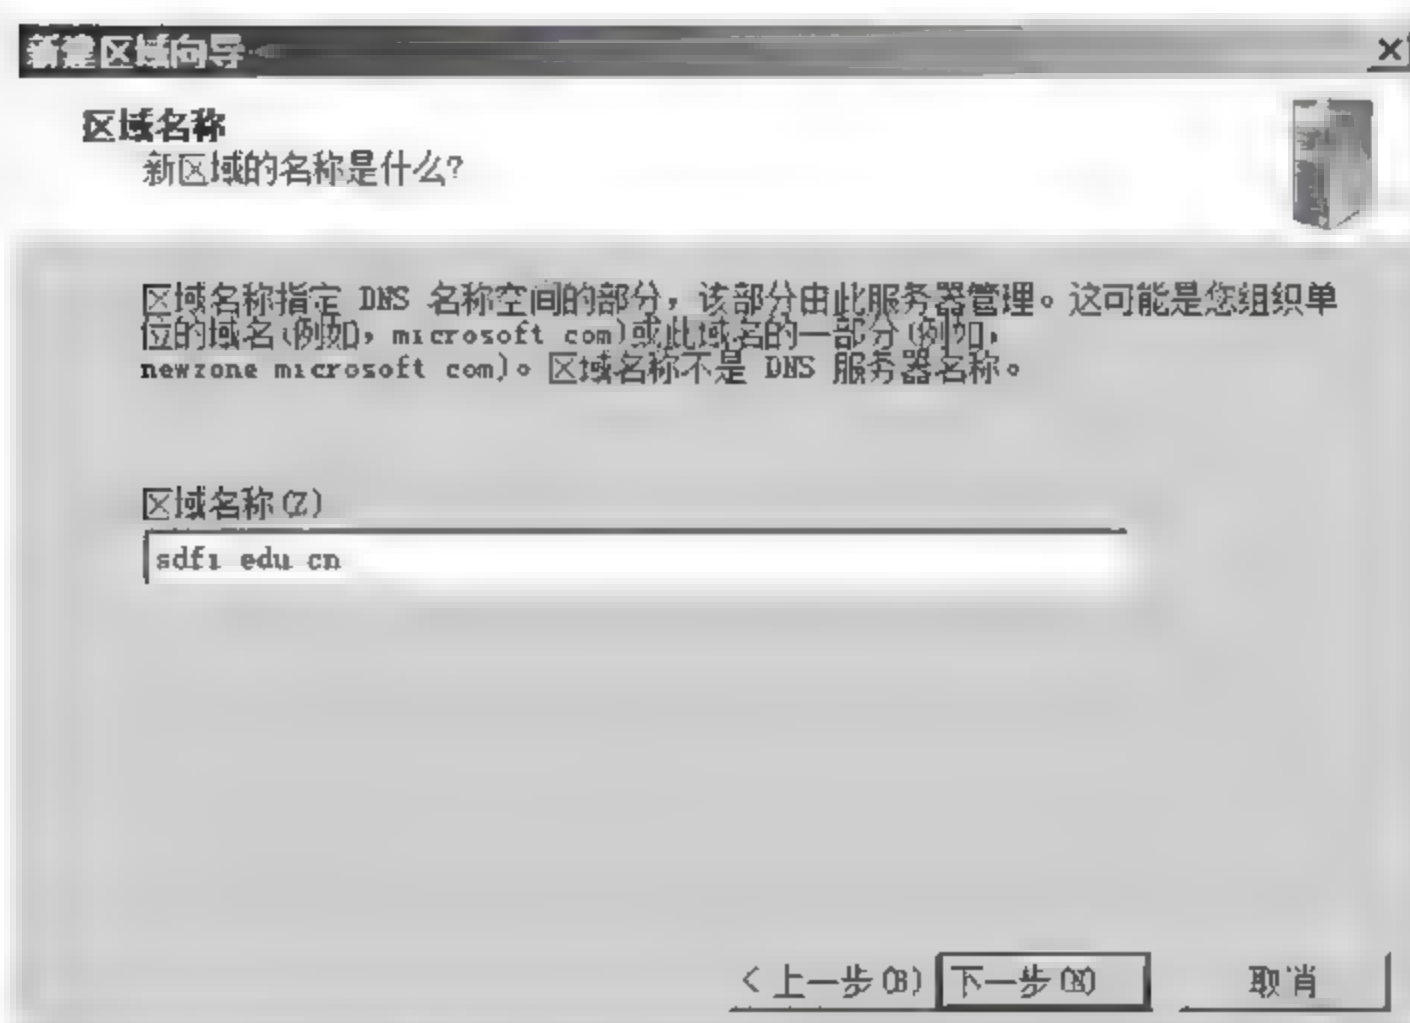 新建区域向导
区域名称
新区域的名称是什么?
区域名称指定 DNS 名称空间的部分，该部分由此服务器管理。这可能是您组织单
位的域名(例如，microsoft com)或此域名的一部分(例如，
newzone microsoft com)。区域名称不是 DNS 服务器名称。
区域名称(Z)
sdfi edu cn
< 上一步(B) 下一步(N) 取消